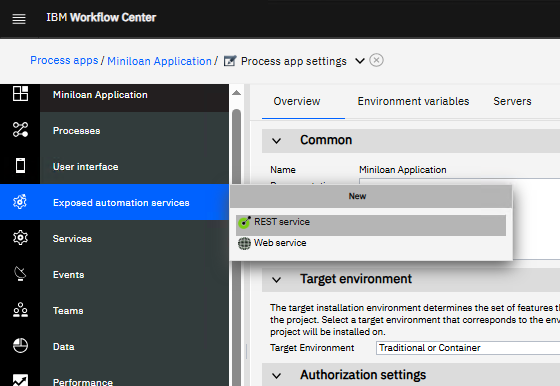 IBM Workflow Center
Process apps / Miniloan Application / Process app settings
Miniloan Application
Processes
User interface
Exposed automation services
Services
Events
Teams
Data
Performance
Overview Environment variables Servers
Common
Name Miniloan Application
New
REST service
Web service
Target environment
The target installation environment determines the set of features th
the project. Select a target environment that corresponds to the env
project will be installed on.
Target Environment Traditional or Container
Authorization settings